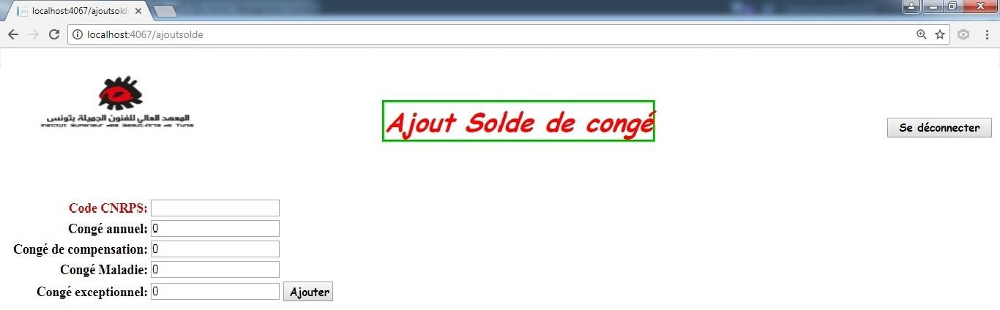 localhost:4067/ajoutsold
localhost:4067/ajoutsolde
المعهد العالي للفنون الجميلة بتونس
Institut Superieur des Beaux-Arts de Tunis
Ajout Solde de congé
Se déconnecter
Code CNRPS:
Congé annuel: 0
Congé de compensation: 0
Congé Maladie: 0
Congé exceptionnel: 0 Ajouter